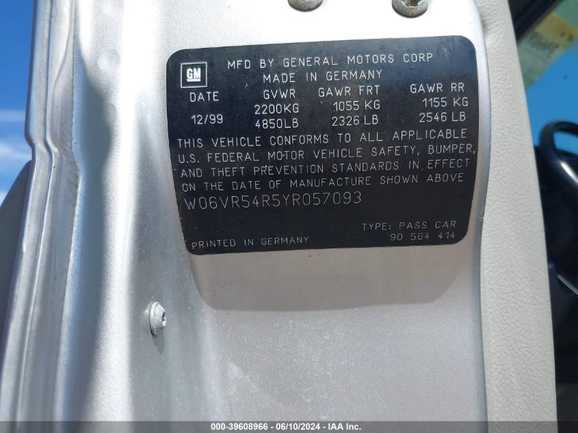 GM
MFD BY GENERAL MOTORS CORP
MADE IN GERMANY
DATE GVWR GAWR FRT GAWR RR
2200KG 1055 KG 1155 KG
12/99 4850LB 2326 LB 2546 LB
THIS VEHICLE CONFORMS TO ALL APPLICABLE
U.S. FEDERAL MOTOR VEHICLE SAFETY, BUMPER,
AND THEFT PREVENTION STANDARDS IN EFFECT
ON THE DATE OF MANUFACTURE SHOWN ABOVE
W06VR54R5YR057093
TYPE: PASS CAR
PRINTED IN GERMANY 90 564 414
000-39608966 - 06/10/2024 - IAA Inc.